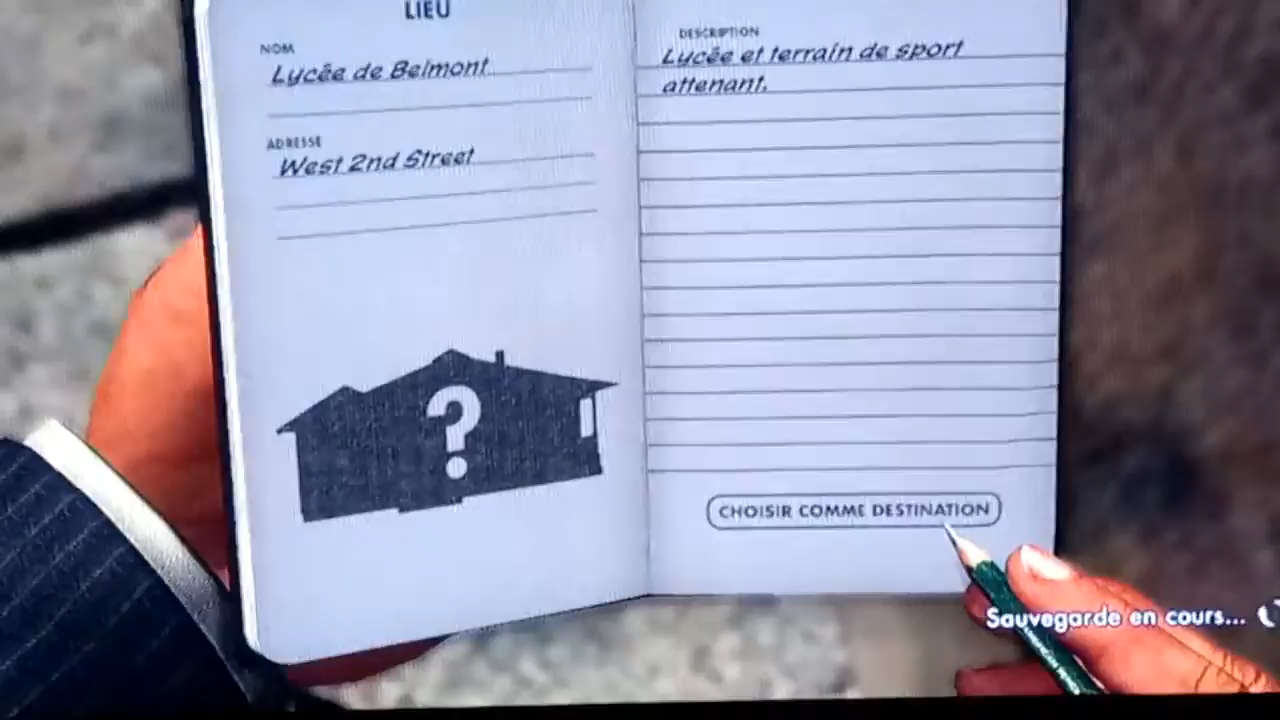 LIEU
NOM
Lycée de Belmont
ADRESSE
West 2nd Street
DESCRIPTION
Lycée et terrain de sport
attenant.
?
CHOISIR COMME DESTINATION
Sauvegarde en cours...